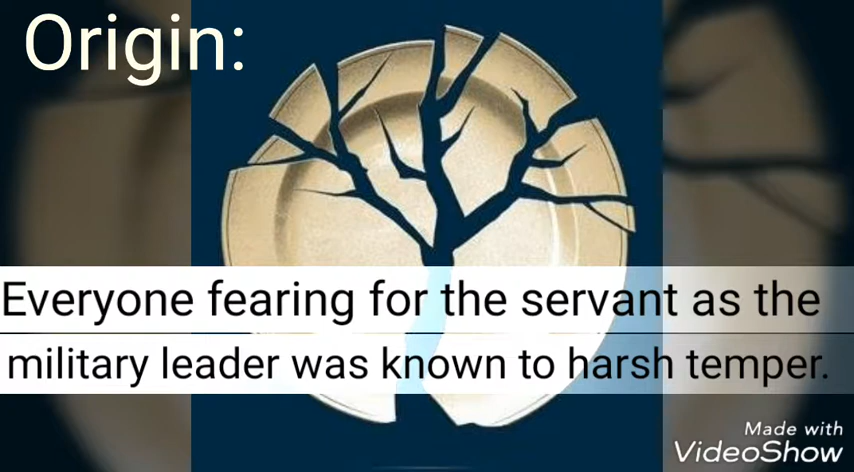 Origin:
Everyone fearing for the servant as the
military leader was known to harsh temper.
Made with
VideoShow